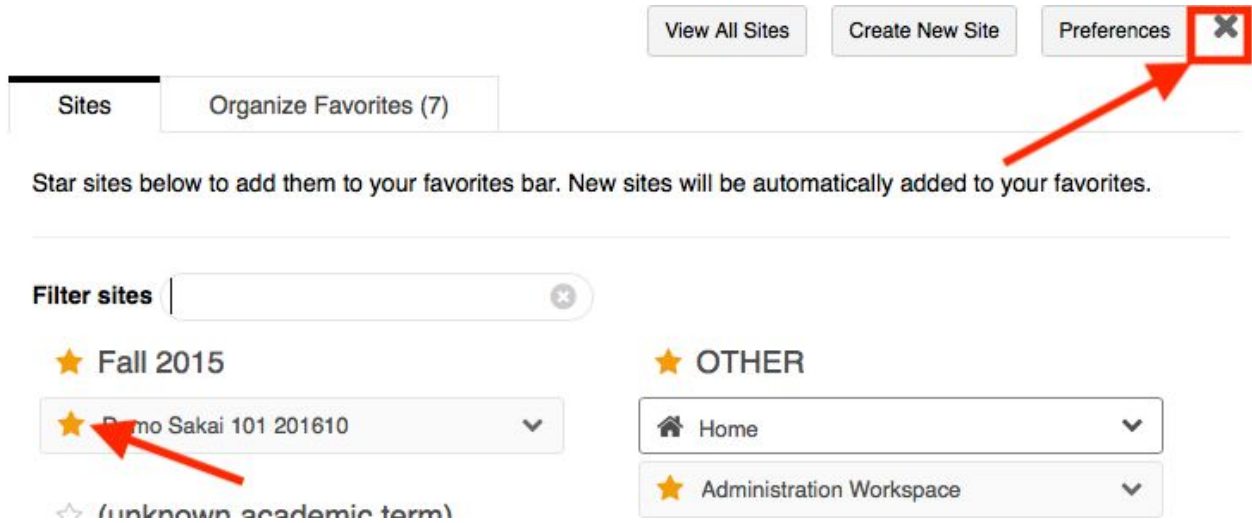 View All Sites
Create New Site
Preferences
Sites
Organize Favorites (7)
Star sites below to add them to your favorites bar. New sites will be automatically added to your favorites.
Filter sites
Fall 2015
Sakai 101 201610
(unknown academic term)
OTHER
Home
Administration Workspace